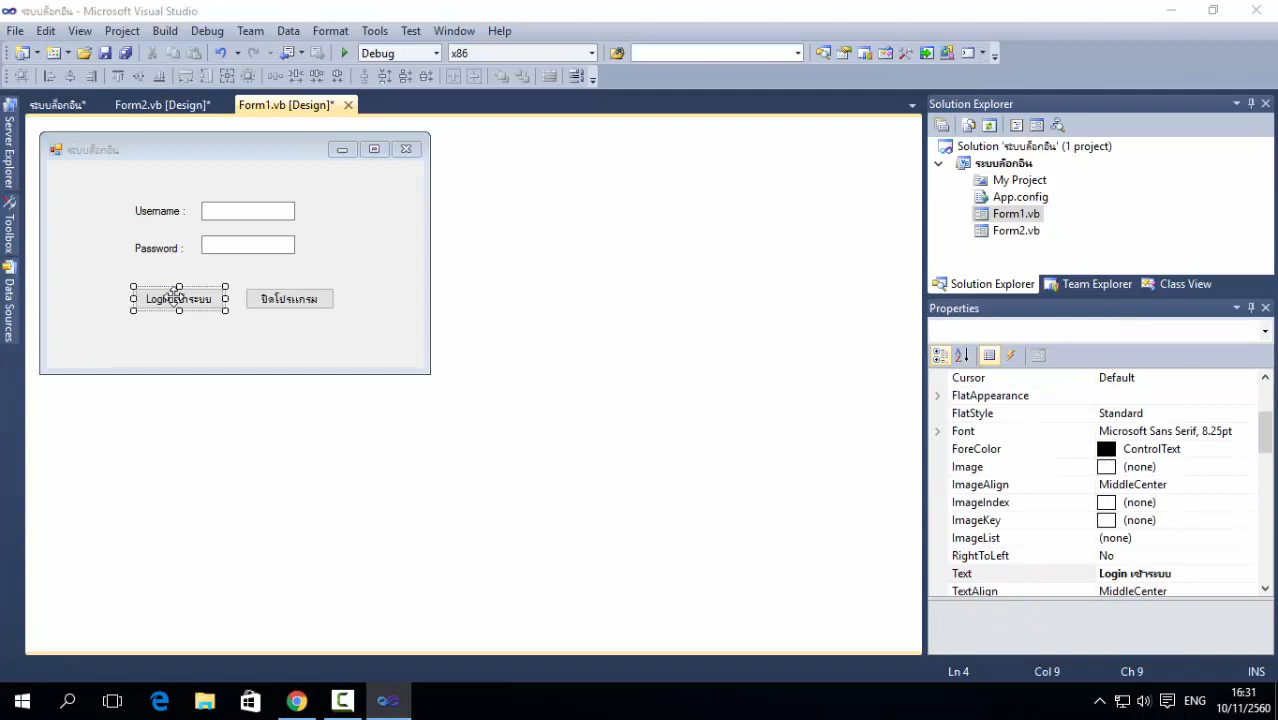 ระบบล็อกอิน - Microsoft Visual Studio
File Edit View Project Build Debug Team Data Format Tools Test Window Help
Debug x86
ระบบล็อกอิน* Form2.vb [Design]* Form1.vb [Design]*
Server Explorer
Toolbox
Data Sources
ระบบล็อกอิน
Username :
Password :
Login เข้าระบบ ปิดโปรแกรม
Solution Explorer
Solution 'ระบบล็อกอิน' (1 project)
ระบบล็อกอิน
My Project
App.config
Form1.vb
Form2.vb
Solution Explorer Team Explorer Class View
Properties
Cursor Default
FlatAppearance
FlatStyle Standard
Font Microsoft Sans Serif, 8.25pt
ForeColor ControlText
Image (none)
ImageAlign MiddleCenter
ImageIndex (none)
ImageKey (none)
ImageList (none)
RightToLeft No
Text Login เข้าระบบ
TextAlign MiddleCenter
Ln 4 Col 9 Ch 9 INS
ENG
16:31
10/11/2560